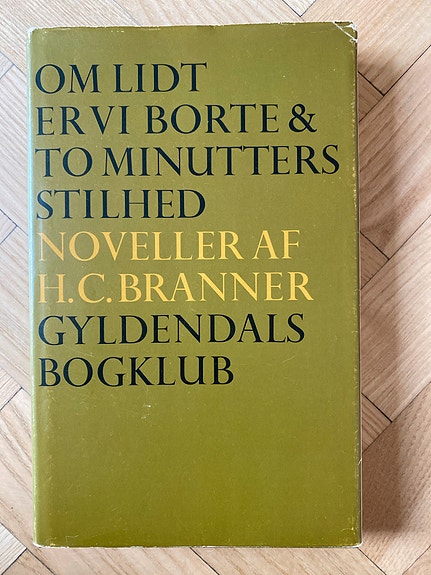 OM LIDT
ER VI BORTE &
TO MINUTTERS
STILHED
NOVELLER AF
H.C. BRANNER
GYLDENDALS
BOGKLUB